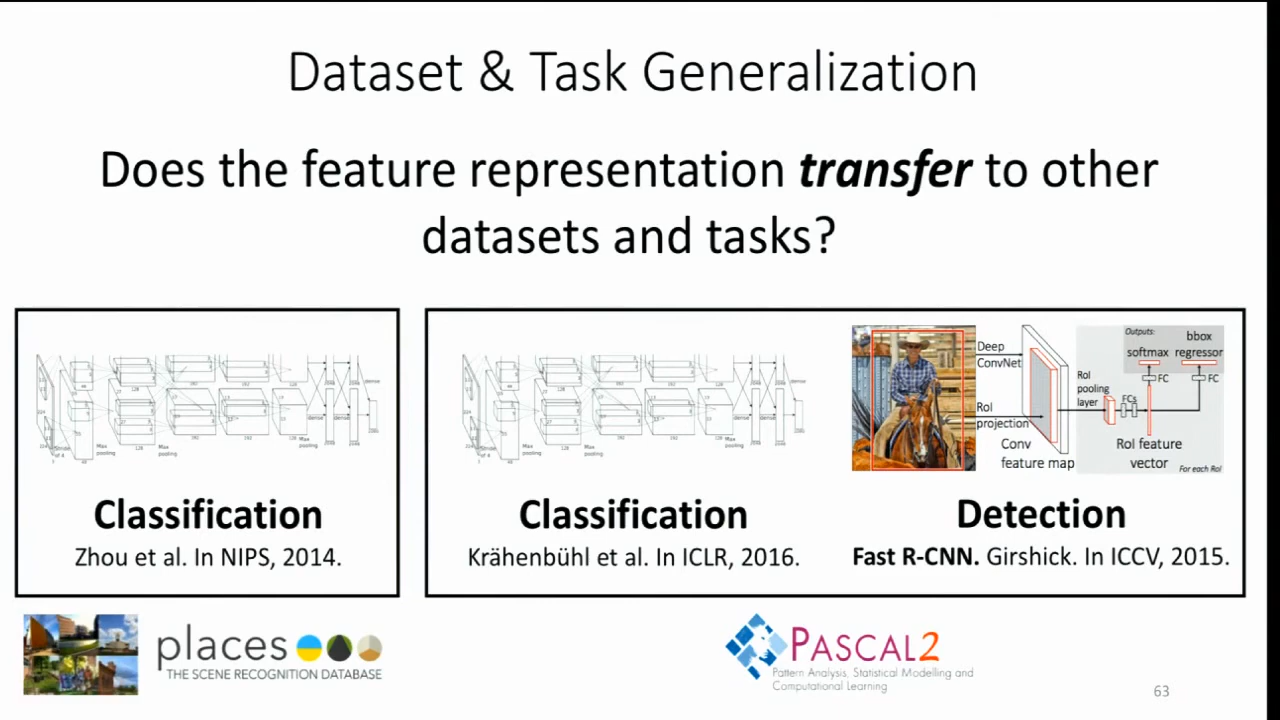 Dataset & Task Generalization
Does the feature representation transfer to other
datasets and tasks?
Classification
Zhou et al. In NIPS, 2014.
Classification
Krähenbühl et al. In ICLR, 2016.
Deep
ConvNet
RoI
projection
Conv
feature map
RoI
pooling
layer
FCs
Outputs:
softmax
bbox
regressor
FC
FC
RoI feature
vector
For each RoI
Detection
Fast R-CNN. Girshick. In ICCV, 2015.
places
THE SCENE RECOGNITION DATABASE
PASCAL2
Pattern Analysis, Statistical Modelling and
Computational Learning
63